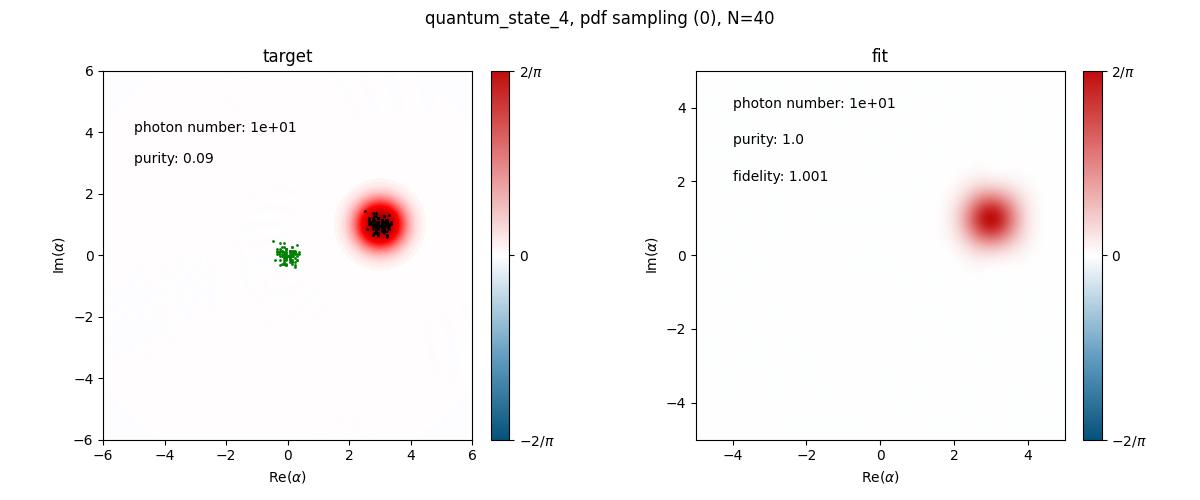 quantum_state_4, pdf sampling (0), N=40
target
6
4
2
0
−2
−4
−6
−6
−4
−2
0
2
4
6
Im(α)
Re(α)
photon number: 1e+01
purity: 0.09
2/π
0
−2/π
fit
4
2
0
−2
−4
−4
−2
0
2
4
Im(α)
Re(α)
photon number: 1e+01
purity: 1.0
fidelity: 1.001
2/π
0
−2/π